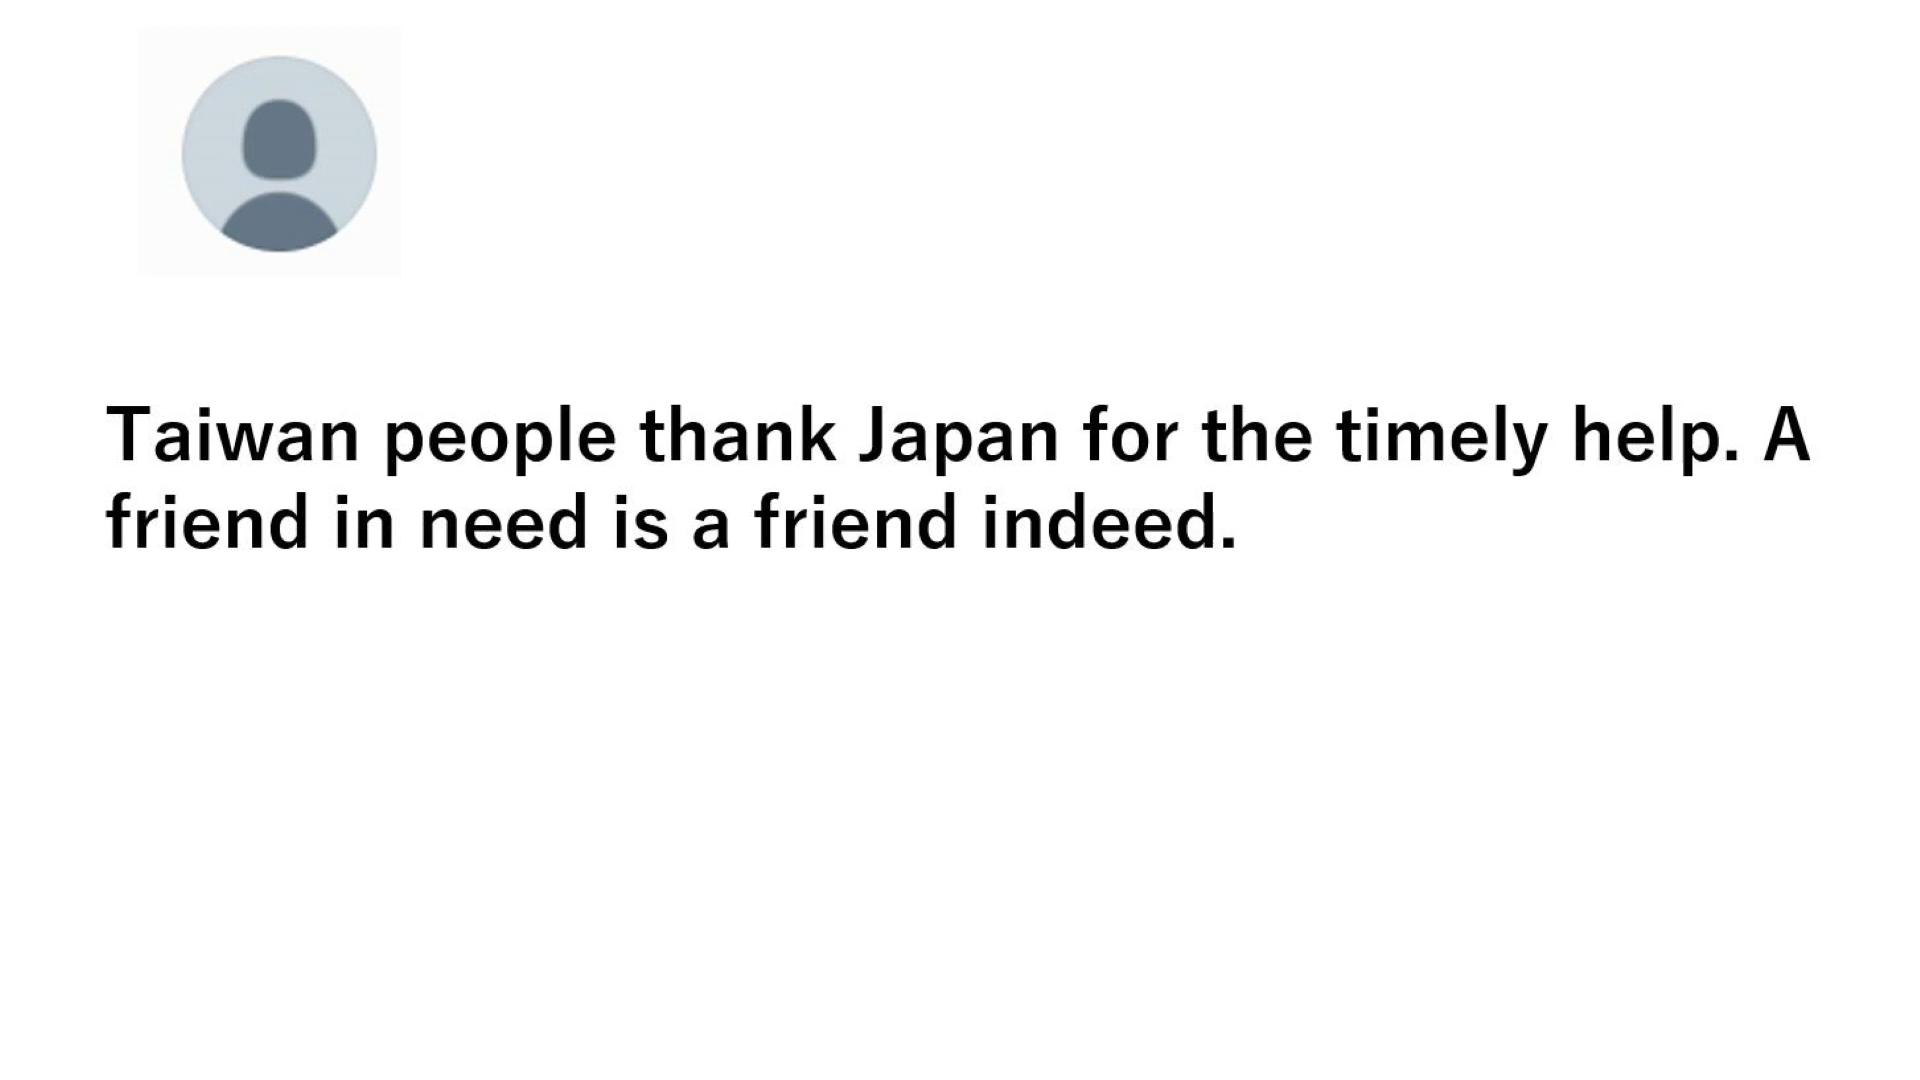 Taiwan people thank Japan for the timely help. A
friend in need is a friend indeed.